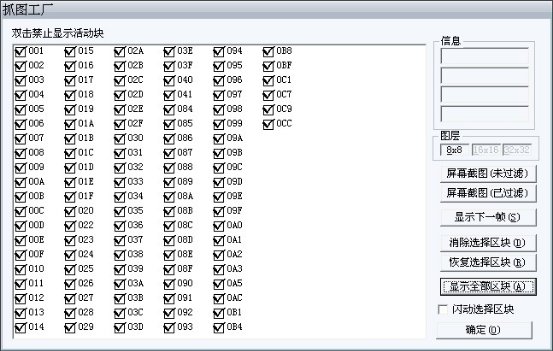 抓图工厂
双击禁止显示活动块
001 015 02A 03E 094 0B8
002 016 02B 03F 095 0BF
003 017 02C 040 096 0C1
004 018 02D 041 097 0C7
005 019 02E 084 098 0C9
006 01A 02F 085 099 0CC
007 01B 030 086 09A
008 01C 031 087 09B
009 01D 032 088 09C
00A 01E 033 089 09D
00B 01F 034 08A 09E
00C 020 035 08B 09F
00D 022 036 08C 0A0
00E 023 037 08D 0A1
00F 024 038 08E 0A2
010 025 039 08F 0A3
011 026 03A 090 0A5
012 027 03B 091 0AC
013 028 03C 092 0B1
014 029 03D 093 0B4
信息
图层
8x8 16x16 32x32
屏幕截图(未过滤)
屏幕截图(已过滤)
显示下一帧(S)
消除选择区块(D)
恢复选择区块(R)
显示全部区块(A)
闪动选择区块
确定(O)